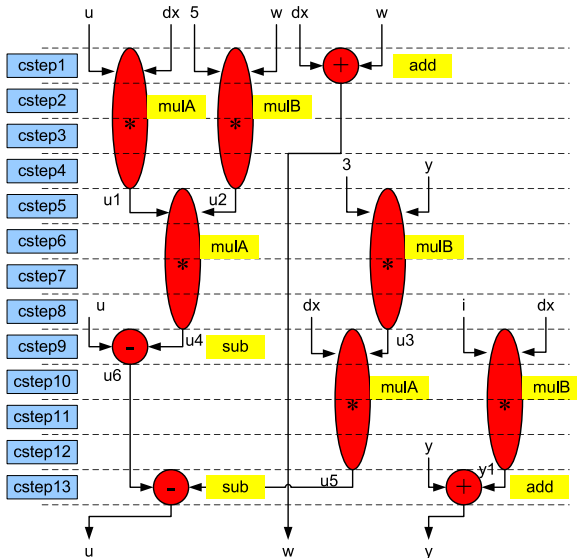 u dx 5 w dx w
cstep1 + add
cstep2 mulA mulB
* *
cstep3
cstep4
u1 u2 3 y
cstep5
cstep6 mulA mulB
* *
cstep7
cstep8 u dx i dx
u4 u3
cstep9 - sub
u6
cstep10 mulA mulB
* *
cstep11
cstep12 y
u5 y1
cstep13 - sub + add
u w y